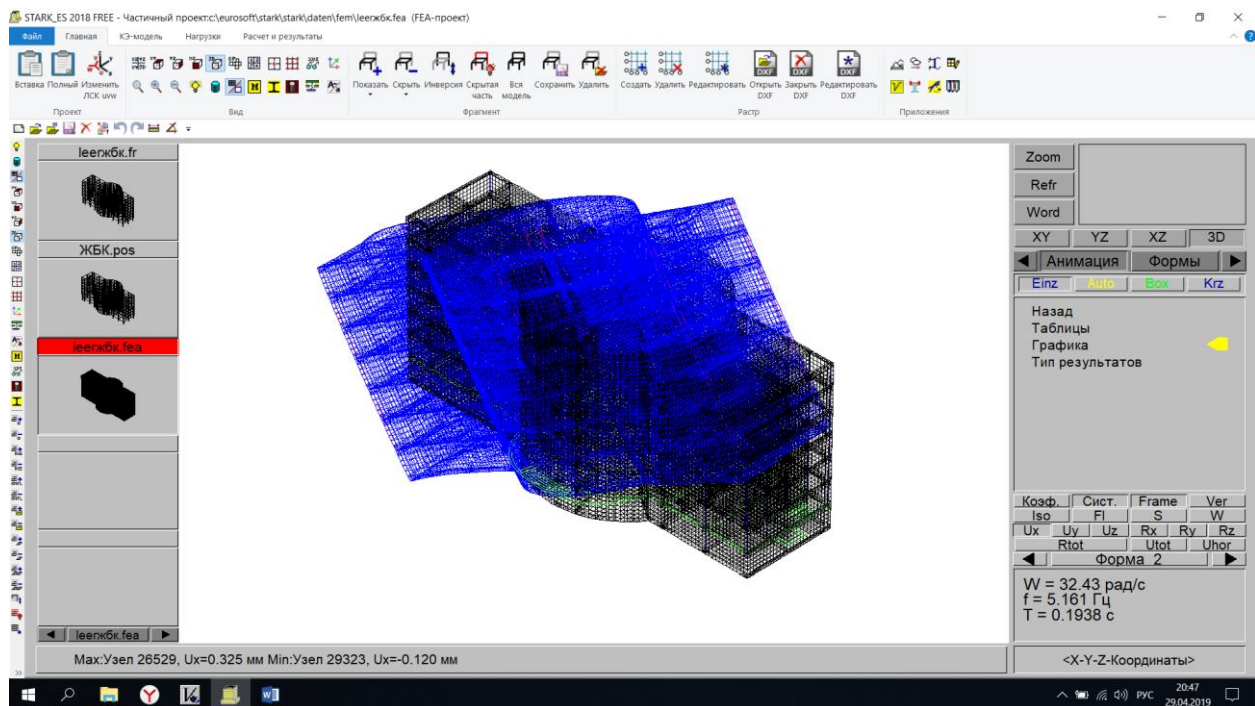 STARK_ES 2018 FREE - Частичный проект:c:\eurosoft\stark\stark\daten\fem\leerжбк.fea (FEA-проект)
Файл Главная КЭ-модель Нагрузки Расчет и результаты
Вставка Полный Изменить ЛСК uvw
Показать Скрыть Инверсия Скрытая часть Вся модель Сохранить Удалить
Создать Удалить Редактировать Открыть DXF Закрыть DXF Редактировать DXF
Проект Вид Фрагмент Растр Приложения
leerжбк.fr
ЖБК.pos
leerжбк.fea
leerжбк.fea
Zoom
Refr
Word
XY YZ XZ 3D
Анимация Формы
Einz Auto Box Krz
Назад
Таблицы
Графика
Тип результатов
Коэф. Сист. Frame Ver
Iso Fl S W
Ux Uy Uz Rx Ry Rz
Rtot Utot Uhor
Форма 2
W = 32.43 рад/с
f = 5.161 Гц
T = 0.1938 с
Max:Узел 26529, Ux=0.325 мм Min:Узел 29323, Ux=-0.120 мм
<X-Y-Z-Координаты>
РУС
20:47
29.04.2019